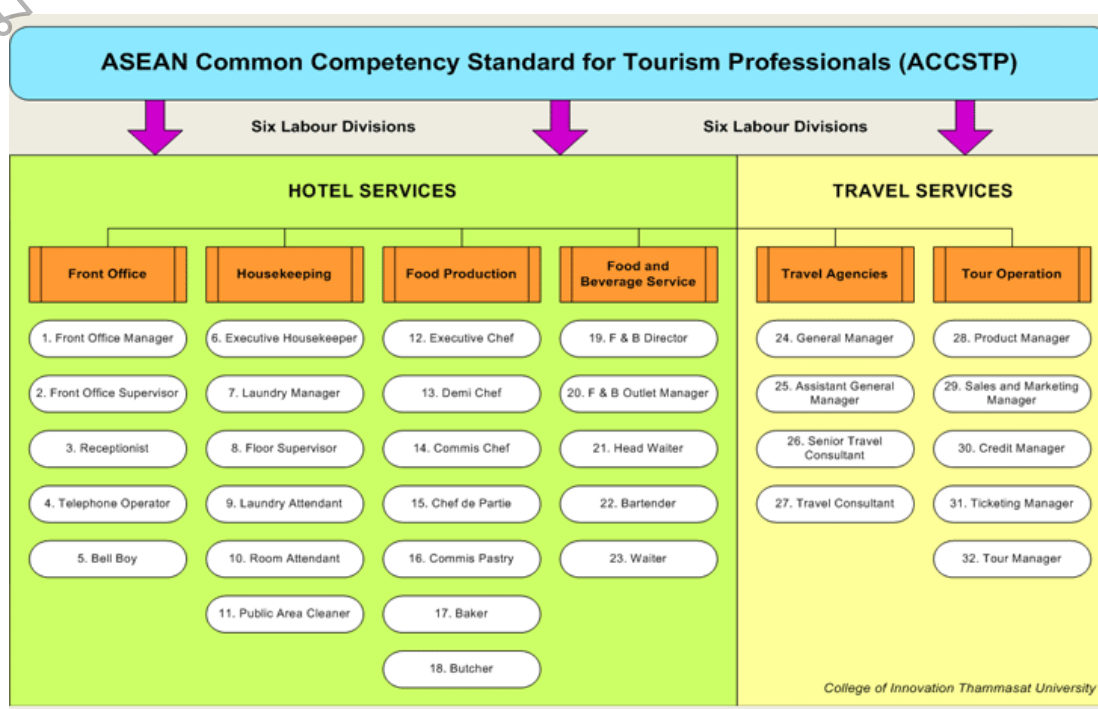 ASEAN Common Competency Standard for Tourism Professionals (ACCSTP)
Six Labour Divisions
Six Labour Divisions
HOTEL SERVICES
TRAVEL SERVICES
Front Office
Housekeeping
Food Production
Food and
Beverage Service
Travel Agencies
Tour Operation
1. Front Office Manager
2. Front Office Supervisor
3. Receptionist
4. Telephone Operator
5. Bell Boy
6. Executive Housekeeper
7. Laundry Manager
8. Floor Supervisor
9. Laundry Attendant
10. Room Attendant
11. Public Area Cleaner
12. Executive Chef
13. Demi Chef
14. Commis Chef
15. Chef de Partie
16. Commis Pastry
17. Baker
18. Butcher
19. F & B Director
20. F & B Outlet Manager
21. Head Waiter
22. Bartender
23. Waiter
24. General Manager
25. Assistant General
Manager
26. Senior Travel
Consultant
27. Travel Consultant
28. Product Manager
29. Sales and Marketing
Manager
30. Credit Manager
31. Ticketing Manager
32. Tour Manager
College of Innovation Thammasat University